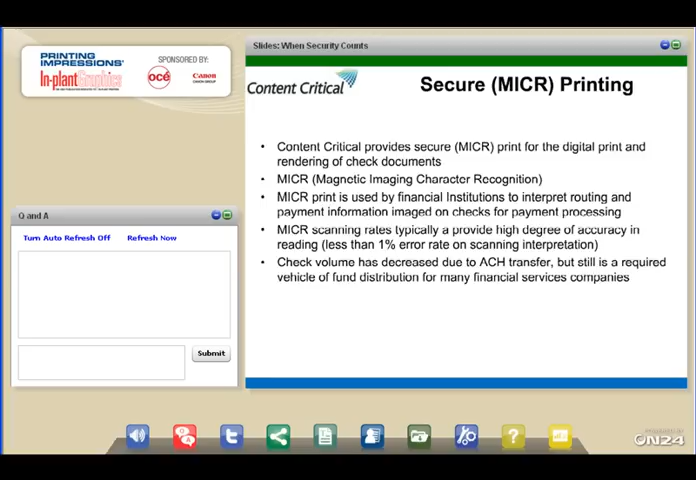 PRINTING
IMPRESSIONS®
In-plantGraphics
SPONSORED BY:
océ
Canon
CANON GROUP
Slides: When Security Counts
Content Critical
Secure (MICR) Printing
• Content Critical provides secure (MICR) print for the digital print and
rendering of check documents
• MICR (Magnetic Imaging Character Recognition)
• MICR print is used by financial Institutions to interpret routing and
payment information imaged on checks for payment processing
• MICR scanning rates typically a provide high degree of accuracy in
reading (less than 1% error rate on scanning interpretation)
• Check volume has decreased due to ACH transfer, but still is a required
vehicle of fund distribution for many financial services companies
Q and A
Turn Auto Refresh Off
Refresh Now
Submit
Q
A
?
POWERED BY
ON24